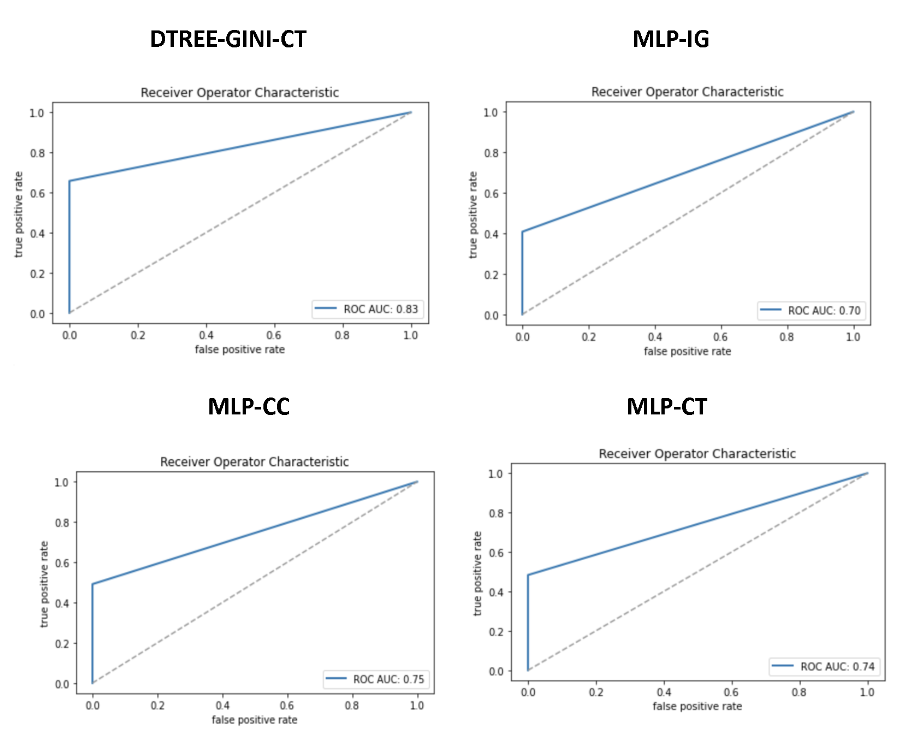 DTREE-GINI-CT
Receiver Operator Characteristic
true positive rate
1.0
0.8
0.6
0.4
0.2
0.0
ROC AUC: 0.83
0.0 0.2 0.4 0.6 0.8 1.0
false positive rate
MLP-IG
Receiver Operator Characteristic
true positive rate
1.0
0.8
0.6
0.4
0.2
0.0
ROC AUC: 0.70
0.0 0.2 0.4 0.6 0.8 1.0
false positive rate
MLP-CC
Receiver Operator Characteristic
true positive rate
1.0
0.8
0.6
0.4
0.2
0.0
ROC AUC: 0.75
0.0 0.2 0.4 0.6 0.8 1.0
false positive rate
MLP-CT
Receiver Operator Characteristic
true positive rate
1.0
0.8
0.6
0.4
0.2
0.0
ROC AUC: 0.74
0.0 0.2 0.4 0.6 0.8 1.0
false positive rate